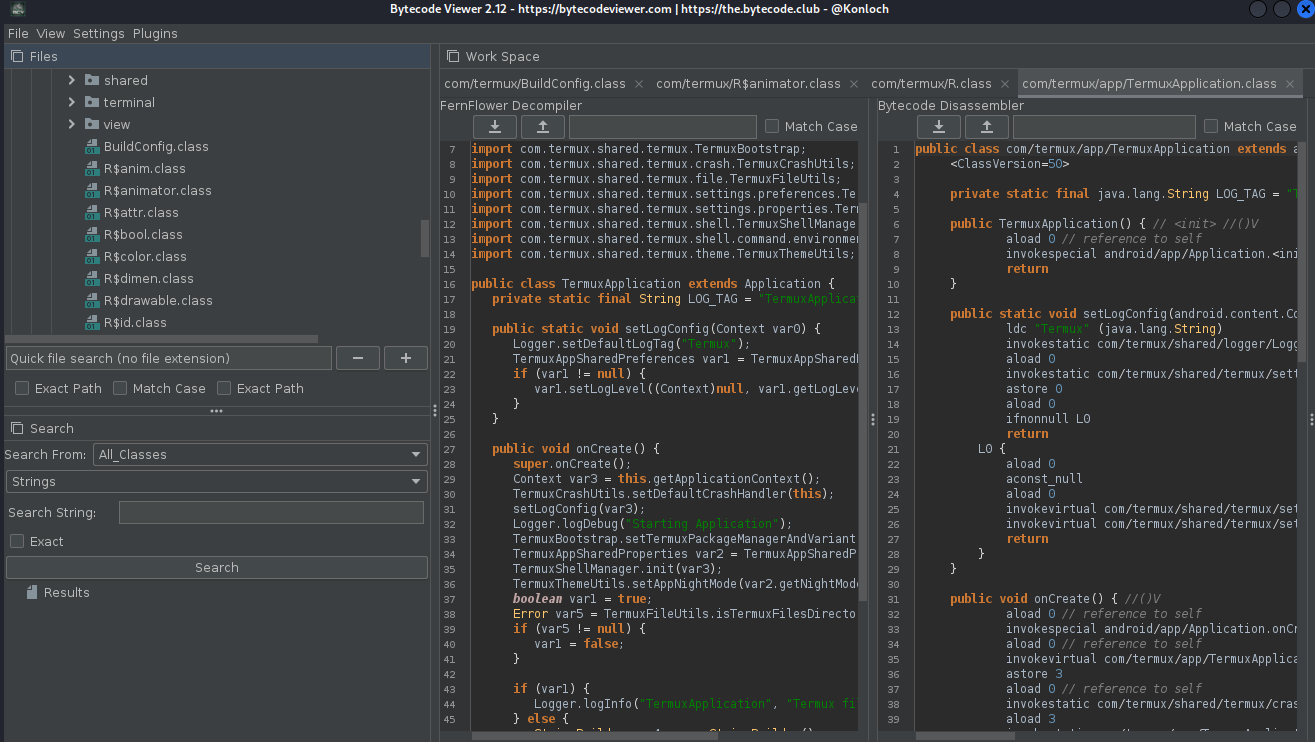 Bytecode Viewer 2.12 - https://bytecodeviewer.com | https://the.bytecode.club - @Konloch
File View Settings Plugins
Files
shared
terminal
view
BuildConfig.class
R$anim.class
R$animator.class
R$attr.class
R$bool.class
R$color.class
R$dimen.class
R$drawable.class
R$id.class
Quick file search (no file extension)
− +
Exact Path Match Case Exact Path
Search
Search From: All_Classes
Strings
Search String:
Exact
Search
Results
Work Space
com/termux/BuildConfig.class × com/termux/R$animator.class × com/termux/R.class × com/termux/app/TermuxApplication.class ×
FernFlower Decompiler
Match Case
7 import com.termux.shared.termux.TermuxBootstrap;
8 import com.termux.shared.termux.crash.TermuxCrashUtils;
9 import com.termux.shared.termux.file.TermuxFileUtils;
10 import com.termux.shared.termux.settings.preferences.Te
11 import com.termux.shared.termux.settings.properties.Ter
12 import com.termux.shared.termux.shell.TermuxShellManage
13 import com.termux.shared.termux.shell.command.environme
14 import com.termux.shared.termux.theme.TermuxThemeUtils;
15
16 public class TermuxApplication extends Application {
17 private static final String LOG_TAG = "TermuxApplica
18
19 public static void setLogConfig(Context var0) {
20 Logger.setDefaultLogTag("Termux");
21 TermuxAppSharedPreferences var1 = TermuxAppShared
22 if (var1 != null) {
23 var1.setLogLevel((Context)null, var1.getLogLev
24 }
25 }
26
27 public void onCreate() {
28 super.onCreate();
29 Context var3 = this.getApplicationContext();
30 TermuxCrashUtils.setDefaultCrashHandler(this);
31 setLogConfig(var3);
32 Logger.logDebug("Starting Application");
33 TermuxBootstrap.setTermuxPackageManagerAndVariant
34 TermuxAppSharedProperties var2 = TermuxAppSharedP
35 TermuxShellManager.init(var3);
36 TermuxThemeUtils.setAppNightMode(var2.getNightMod
37 boolean var1 = true;
38 Error var5 = TermuxFileUtils.isTermuxFilesDirecto
39 if (var5 != null) {
40 var1 = false;
41 }
42
43 if (var1) {
44 Logger.logInfo("TermuxApplication", "Termux fi
45 } else {
Bytecode Disassembler
Match Case
1 public class com/termux/app/TermuxApplication extends a
2 <ClassVersion=50>
3
4 private static final java.lang.String LOG_TAG = "T
5
6 public TermuxApplication() { // <init> //()V
7 aload 0 // reference to self
8 invokespecial android/app/Application.<ini
9 return
10 }
11
12 public static void setLogConfig(android.content.Co
13 ldc "Termux" (java.lang.String)
14 invokestatic com/termux/shared/logger/Logg
15 aload 0
16 invokestatic com/termux/shared/termux/sett
17 astore 0
18 aload 0
19 ifnonnull L0
20 return
21 L0 {
22 aload 0
23 aconst_null
24 aload 0
25 invokevirtual com/termux/shared/termux/set
26 invokevirtual com/termux/shared/termux/set
27 return
28 }
29 }
30
31 public void onCreate() { //()V
32 aload 0 // reference to self
33 invokespecial android/app/Application.onCr
34 aload 0 // reference to self
35 invokevirtual com/termux/app/TermuxApplica
36 astore 3
37 aload 0 // reference to self
38 invokestatic com/termux/shared/termux/cras
39 aload 3